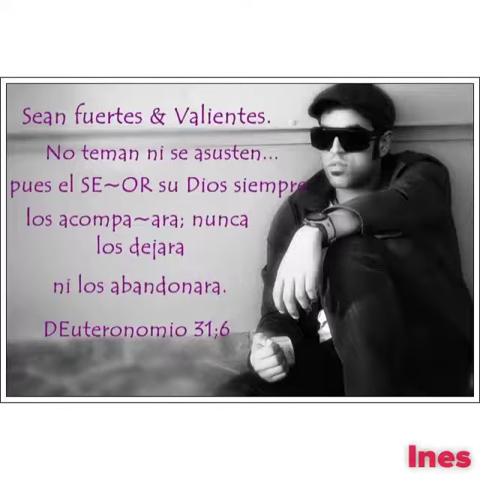 Sean fuertes & Valientes.
No teman ni se asusten...
pues el SE~OR su Dios siempre
los acompa~ara; nunca
los dejara
ni los abandonara.
DEuteronomio 31;6
Ines